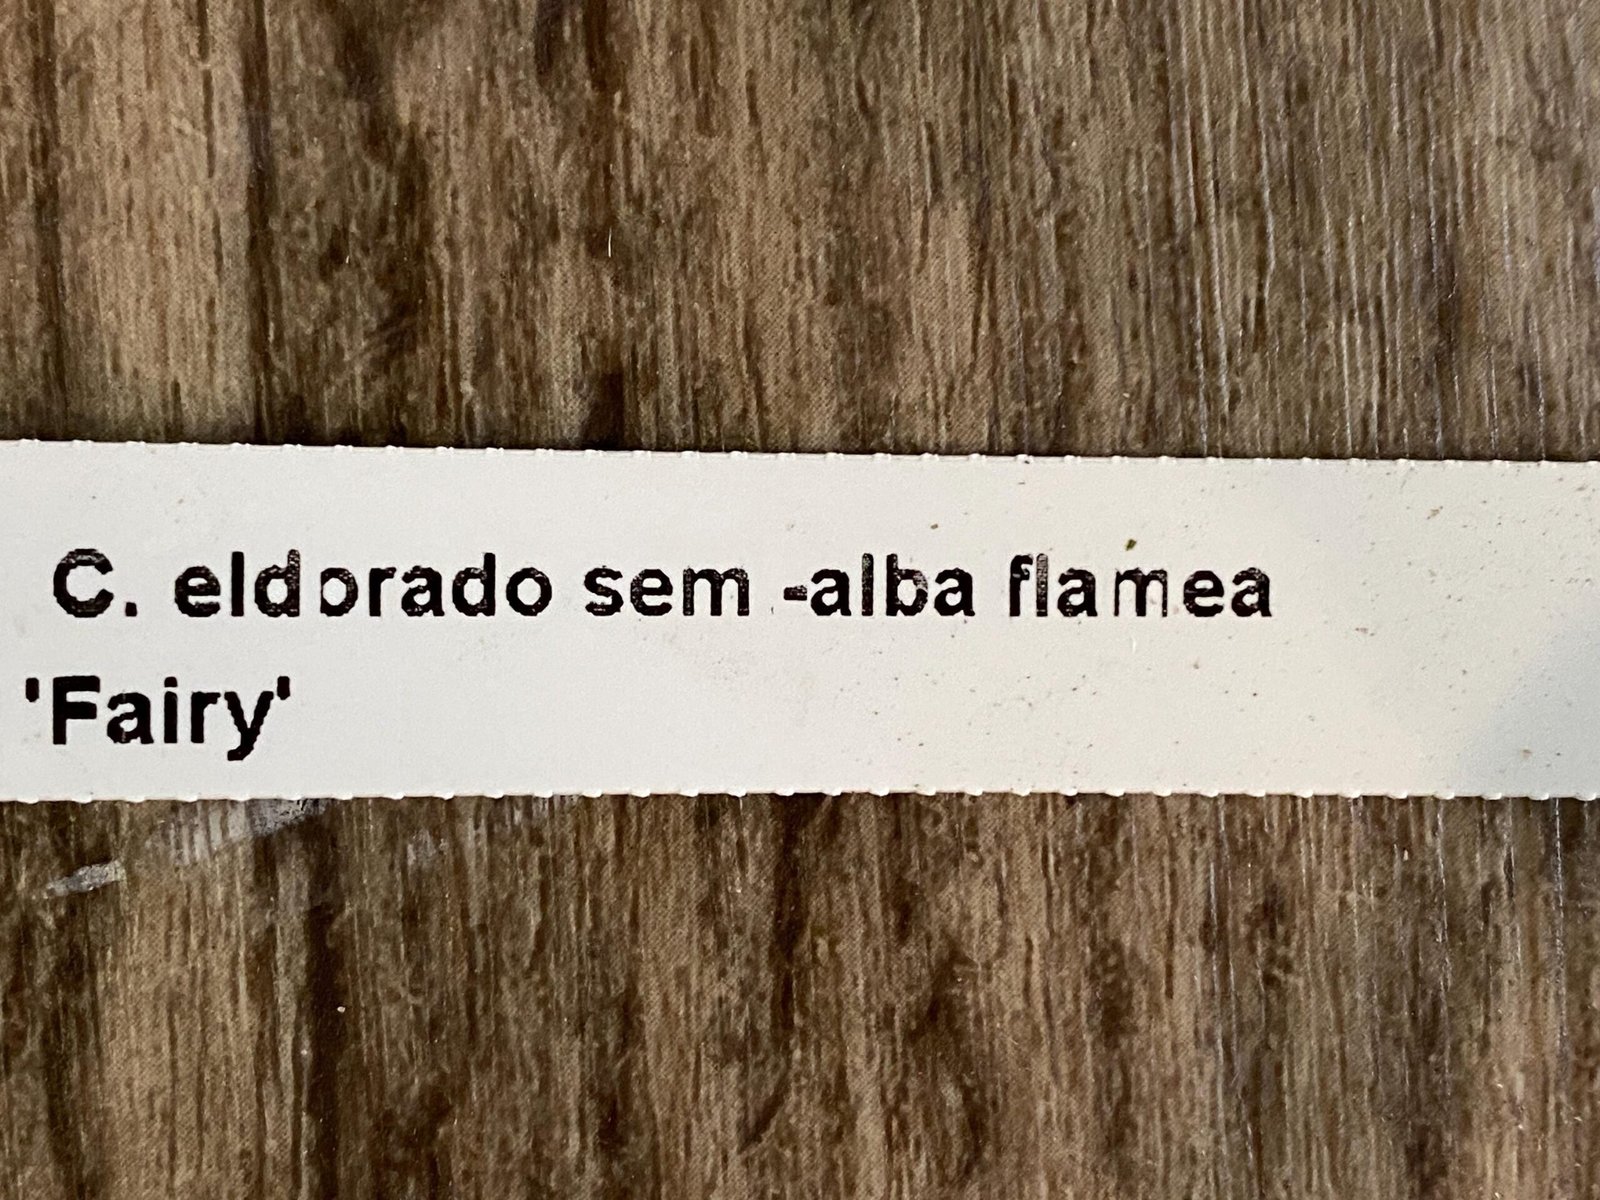 C. eldorado sem -alba flamea
'Fairy'